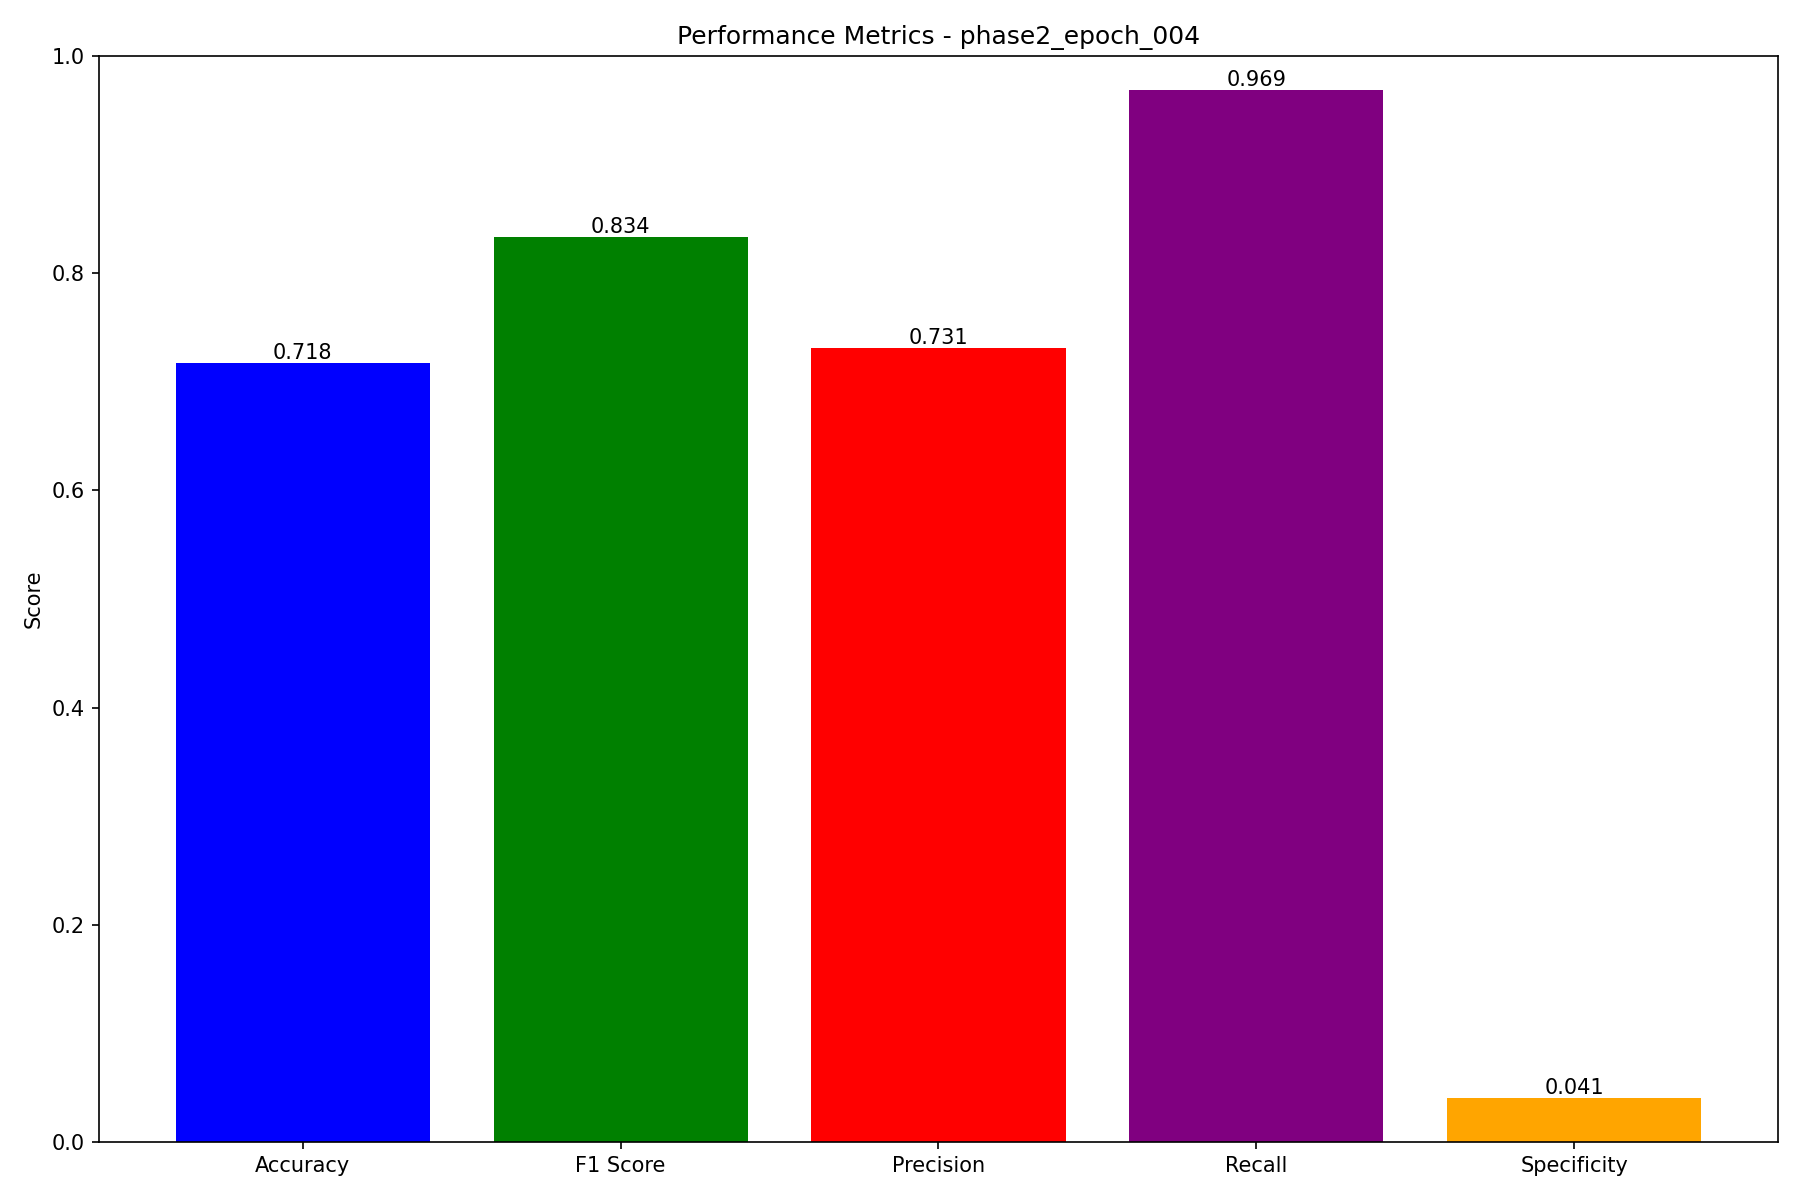 Performance Metrics - phase2_epoch_004
1.0
0.8
0.6
0.4
0.2
0.0
Score
0.718
0.834
0.731
0.969
0.041
Accuracy
F1 Score
Precision
Recall
Specificity